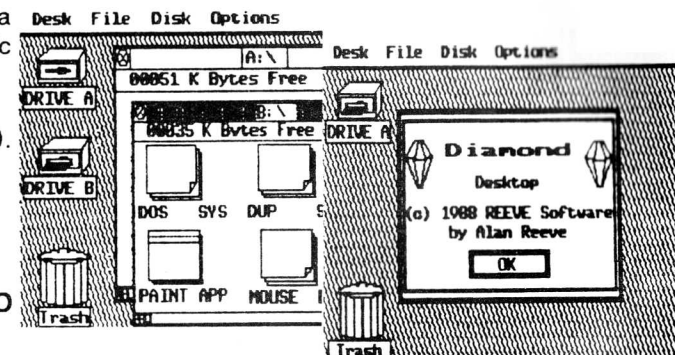 a
c
).
o
Desk File Disk Options
A:\
00051 K Bytes Free
DRIVE A
B:\
00035 K Bytes Free
DRIVE B
DOS SYS DUP S
PAINT APP MOUSE
Trash
Desk File Disk Options
DRIVE A
Diamond
Desktop
(c) 1988 REEVE Software
by Alan Reeve
OK
Trash